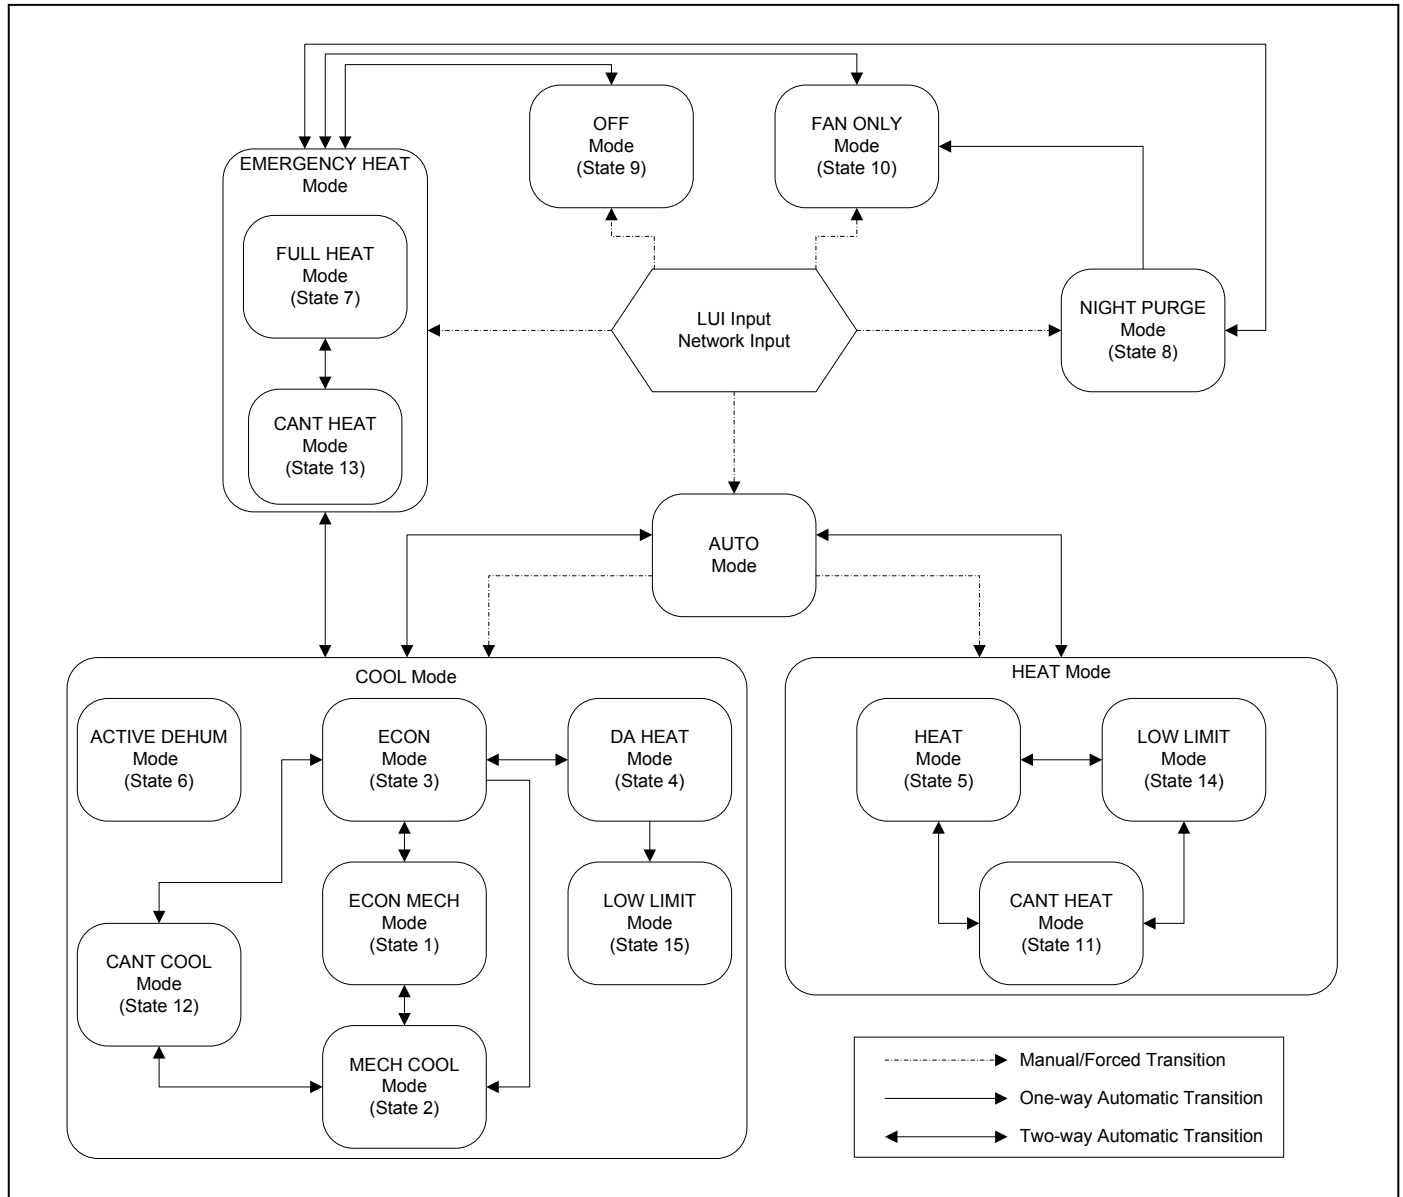 OFF
Mode
(State 9)
FAN ONLY
Mode
(State 10)
EMERGENCY HEAT
Mode
FULL HEAT
Mode
(State 7)
CANT HEAT
Mode
(State 13)
LUI Input
Network Input
NIGHT PURGE
Mode
(State 8)
AUTO
Mode
COOL Mode
ACTIVE DEHUM
Mode
(State 6)
ECON
Mode
(State 3)
DA HEAT
Mode
(State 4)
ECON MECH
Mode
(State 1)
LOW LIMIT
Mode
(State 15)
CANT COOL
Mode
(State 12)
MECH COOL
Mode
(State 2)
HEAT Mode
HEAT
Mode
(State 5)
LOW LIMIT
Mode
(State 14)
CANT HEAT
Mode
(State 11)
Manual/Forced Transition
One-way Automatic Transition
Two-way Automatic Transition